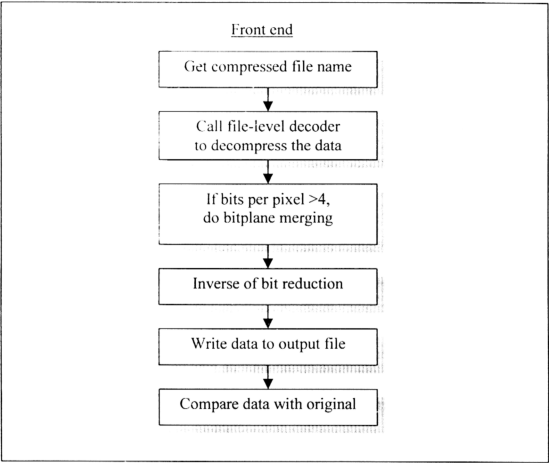 Front end
Get compressed file name
Call file-level decoder
to decompress the data
If bits per pixel >4,
do bitplane merging
Inverse of bit reduction
Write data to output file
Compare data with original